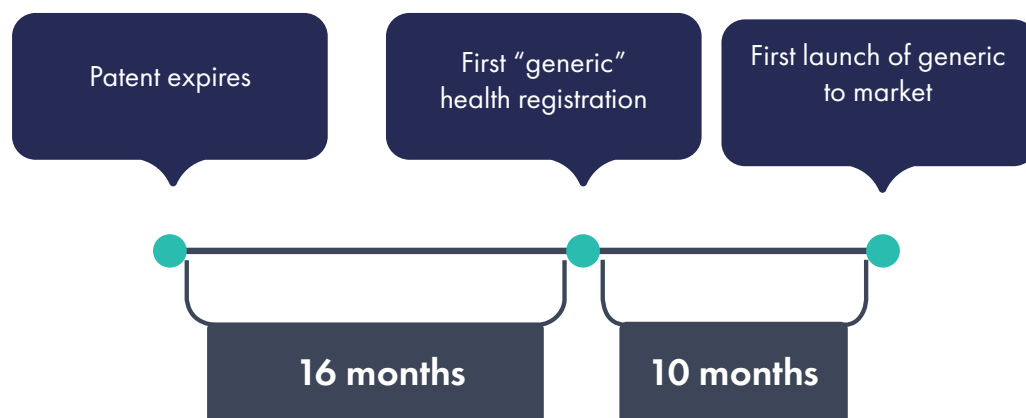 Patent expires
First “generic”
health registration
First launch of generic
to market
16 months
10 months